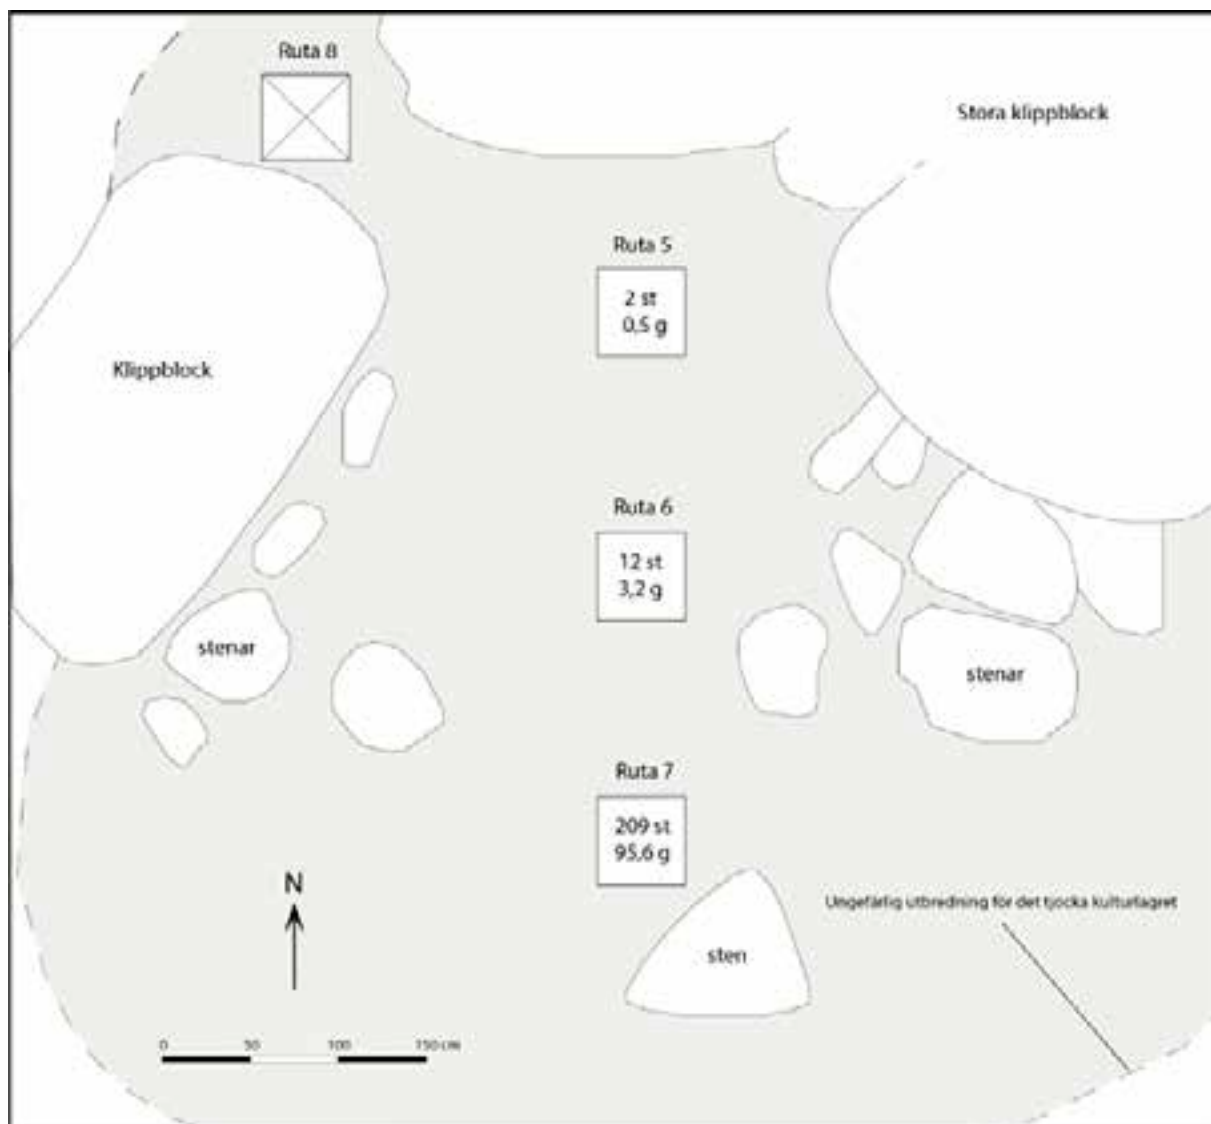 Ruta 8
Stora klippblock
Ruta 5
2 st
0,5 g
Klippblock
Ruta 6
12 st
3,2 g
stenar
stenar
Ruta 7
209 st
95,6 g
N
Ungefärlig utbredning för det tjocka kulturlagret
sten
0 50 100 150 cm